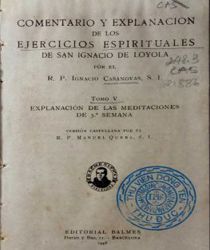 COMENTARIO Y EXPLANACION
DE LOS
EJERCICIOS ESPIRITUALES
DE SAN IGNACIO DE LOYOLA
POR EL
R. P. IGNACIO CASANOVAS, S. I.
TOMO V
EXPLANACIÓN DE LAS MEDITACIONES
DE 3.ª SEMANA
VERSIÓN CASTELLANA POR EL
R. P. MANUEL QUERA, S. I.
EDITORIAL BALMES
BARCELONA